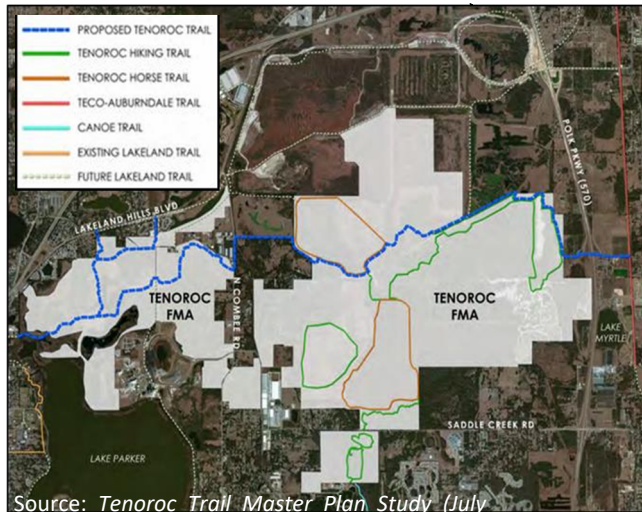 PROPOSED TENOROC TRAIL
TENOROC HIKING TRAIL
TENOROC HORSE TRAIL
TECO-AUBURNDALE TRAIL
CANOE TRAIL
EXISTING LAKELAND TRAIL
FUTURE LAKELAND TRAIL
POLK PKWY (570)
LAKELAND HILLS BLVD
N COMBEE RD
TENOROC
FMA
TENOROC
FMA
LAKE
MYRTLE
SADDLE CREEK RD
LAKE PARKER
Source: Tenoroc Trail Master Plan Study (July